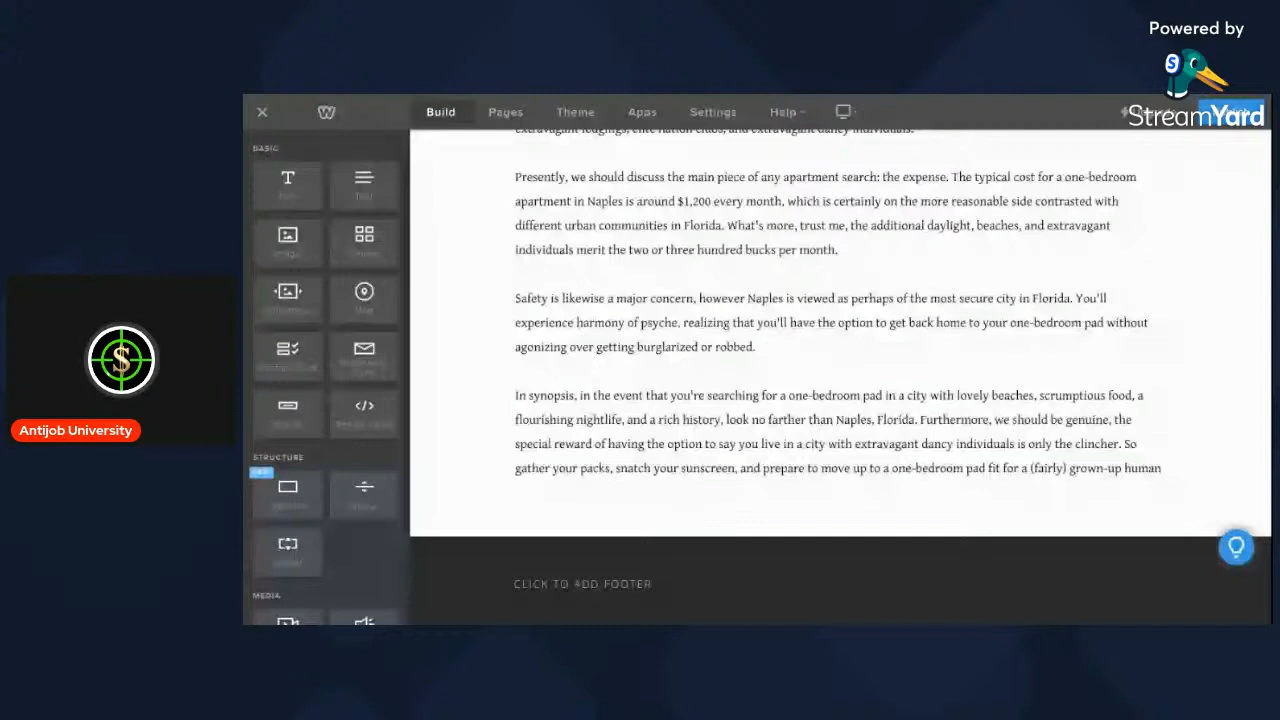 Powered by
StreamYard
Build
Pages
Theme
Apps
Settings
Help
BASIC
STRUCTURE
MEDIA
Presently, we should discuss the main piece of any apartment search: the expense. The typical cost for a one-bedroom
apartment in Naples is around $1,200 every month, which is certainly on the more reasonable side contrasted with
different urban communities in Florida. What's more, trust me, the additional daylight, beaches, and extravagant
individuals merit the two or three hundred bucks per month.
Safety is likewise a major concern, however Naples is viewed as perhaps of the most secure city in Florida. You'll
experience harmony of psyche, realizing that you'll have the option to get back home to your one-bedroom pad without
agonizing over getting burglarized or robbed.
In synopsis, in the event that you're searching for a one-bedroom pad in a city with lovely beaches, scrumptious food, a
flourishing nightlife, and a rich history, look no farther than Naples, Florida. Furthermore, we should be genuine, the
special reward of having the option to say you live in a city with extravagant dancy individuals is only the clincher. So
gather your packs, snatch your sunscreen, and prepare to move up to a one-bedroom pad fit for a (fairly) grown-up human
CLICK TO ADD FOOTER
Antijob University